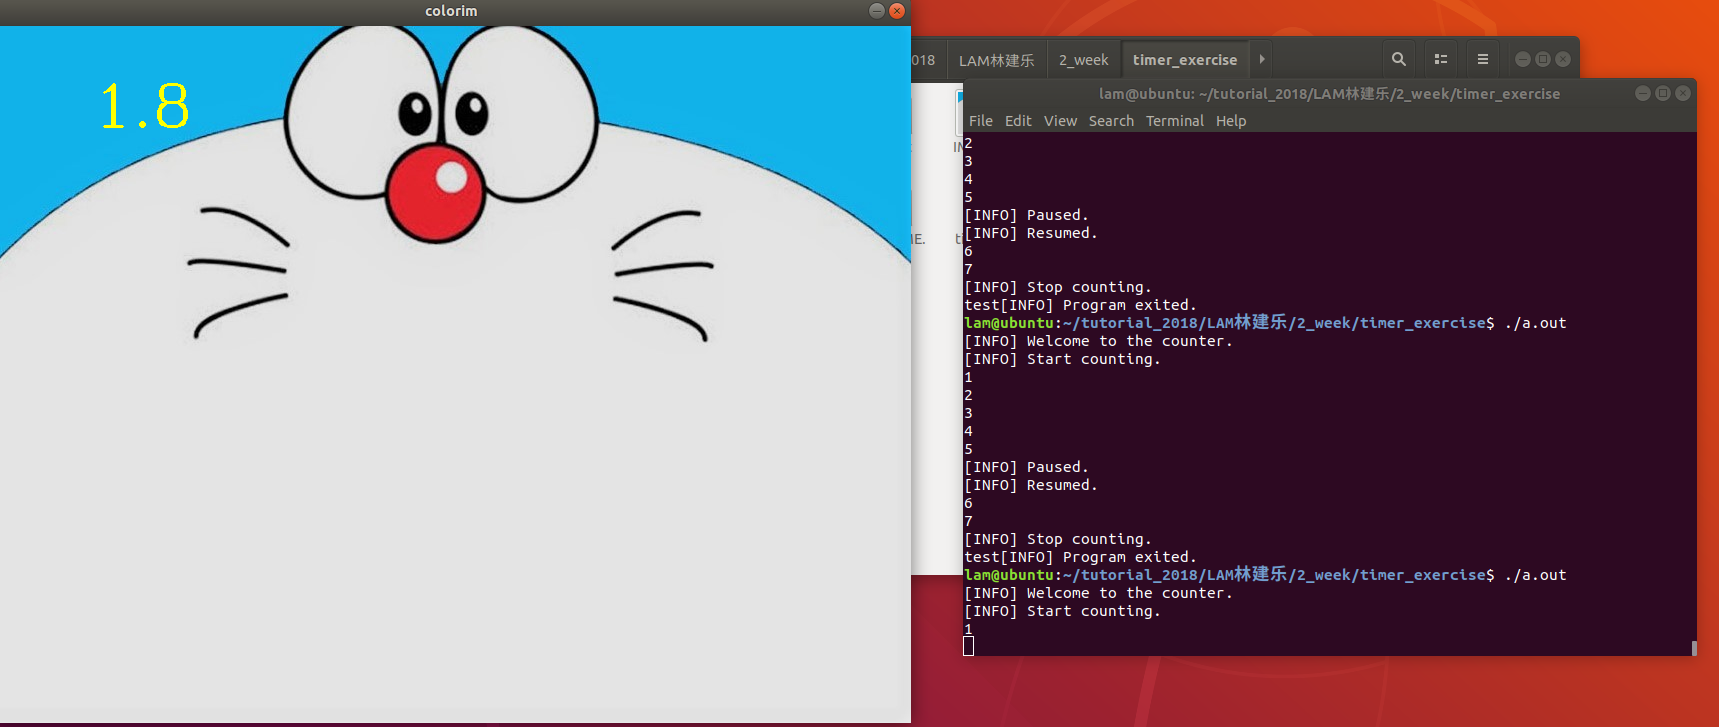 colorim
1.8
018 LAM林建乐 2_week timer_exercise
lam@ubuntu: ~/tutorial_2018/LAM林建乐/2_week/timer_exercise
File Edit View Search Terminal Help
2
3
4
5
[INFO] Paused.
[INFO] Resumed.
6
7
[INFO] Stop counting.
test[INFO] Program exited.
lam@ubuntu:~/tutorial_2018/LAM林建乐/2_week/timer_exercise$ ./a.out
[INFO] Welcome to the counter.
[INFO] Start counting.
1
2
3
4
5
[INFO] Paused.
[INFO] Resumed.
6
7
[INFO] Stop counting.
test[INFO] Program exited.
lam@ubuntu:~/tutorial_2018/LAM林建乐/2_week/timer_exercise$ ./a.out
[INFO] Welcome to the counter.
[INFO] Start counting.
1